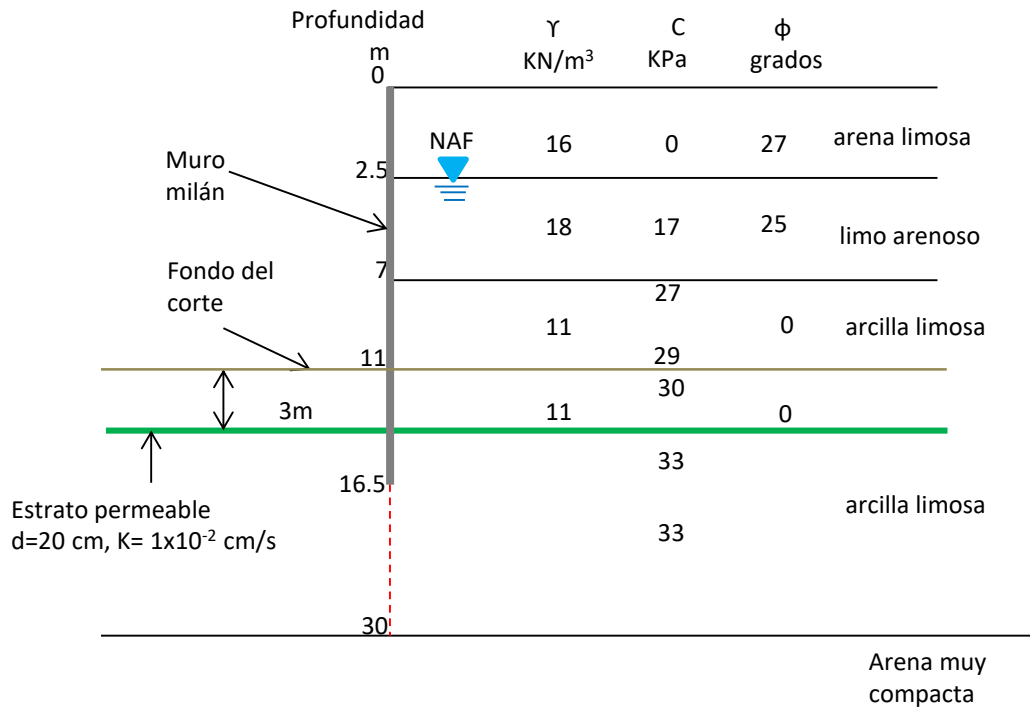 Profundidad
m
ϒ
KN/m³
C
KPa
ϕ
grados
0
NAF
16
0
27
arena limosa
Muro
milán
2.5
18
17
25
limo arenoso
Fondo del
corte
7
27
11
0
arcilla limosa
11
29
30
3m
11
0
33
16.5
Estrato permeable
d=20 cm, K= 1x10⁻² cm/s
arcilla limosa
33
30
Arena muy
compacta